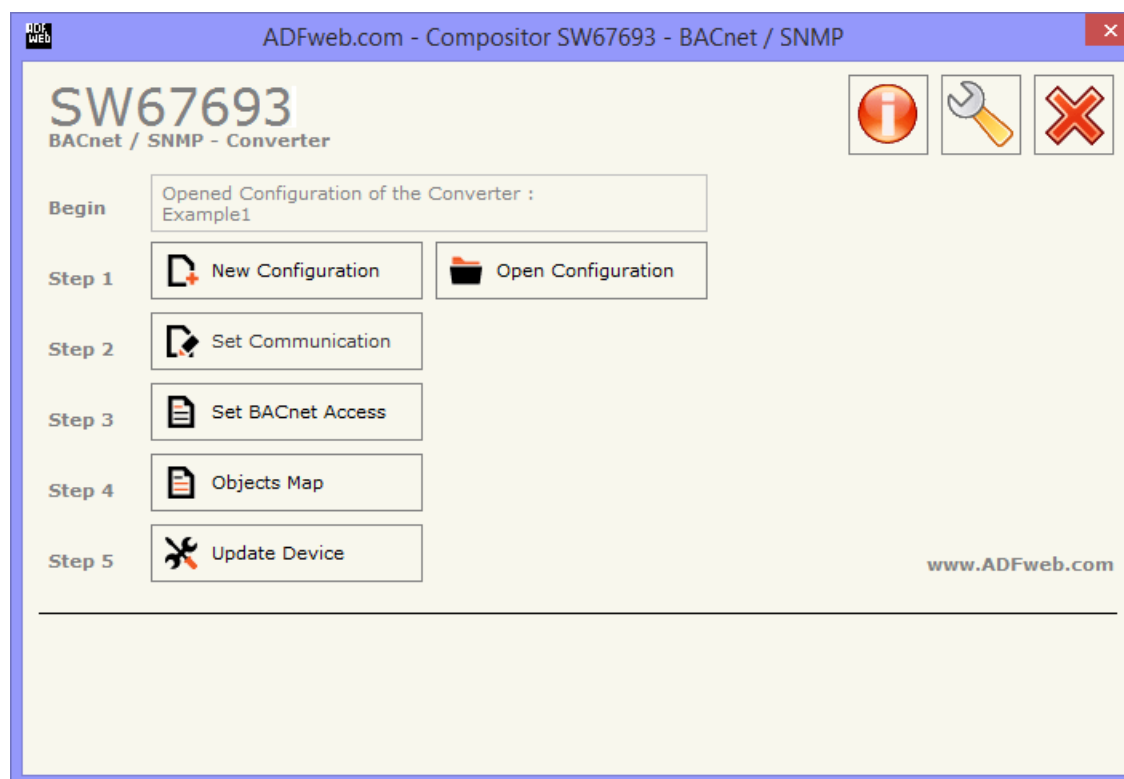 ADF
WEB
ADFweb.com - Compositor SW67693 - BACnet / SNMP
SW67693
BACnet / SNMP - Converter
Begin
Opened Configuration of the Converter :
Example1
Step 1
New Configuration
Open Configuration
Step 2
Set Communication
Step 3
Set BACnet Access
Step 4
Objects Map
Step 5
Update Device
www.ADFweb.com